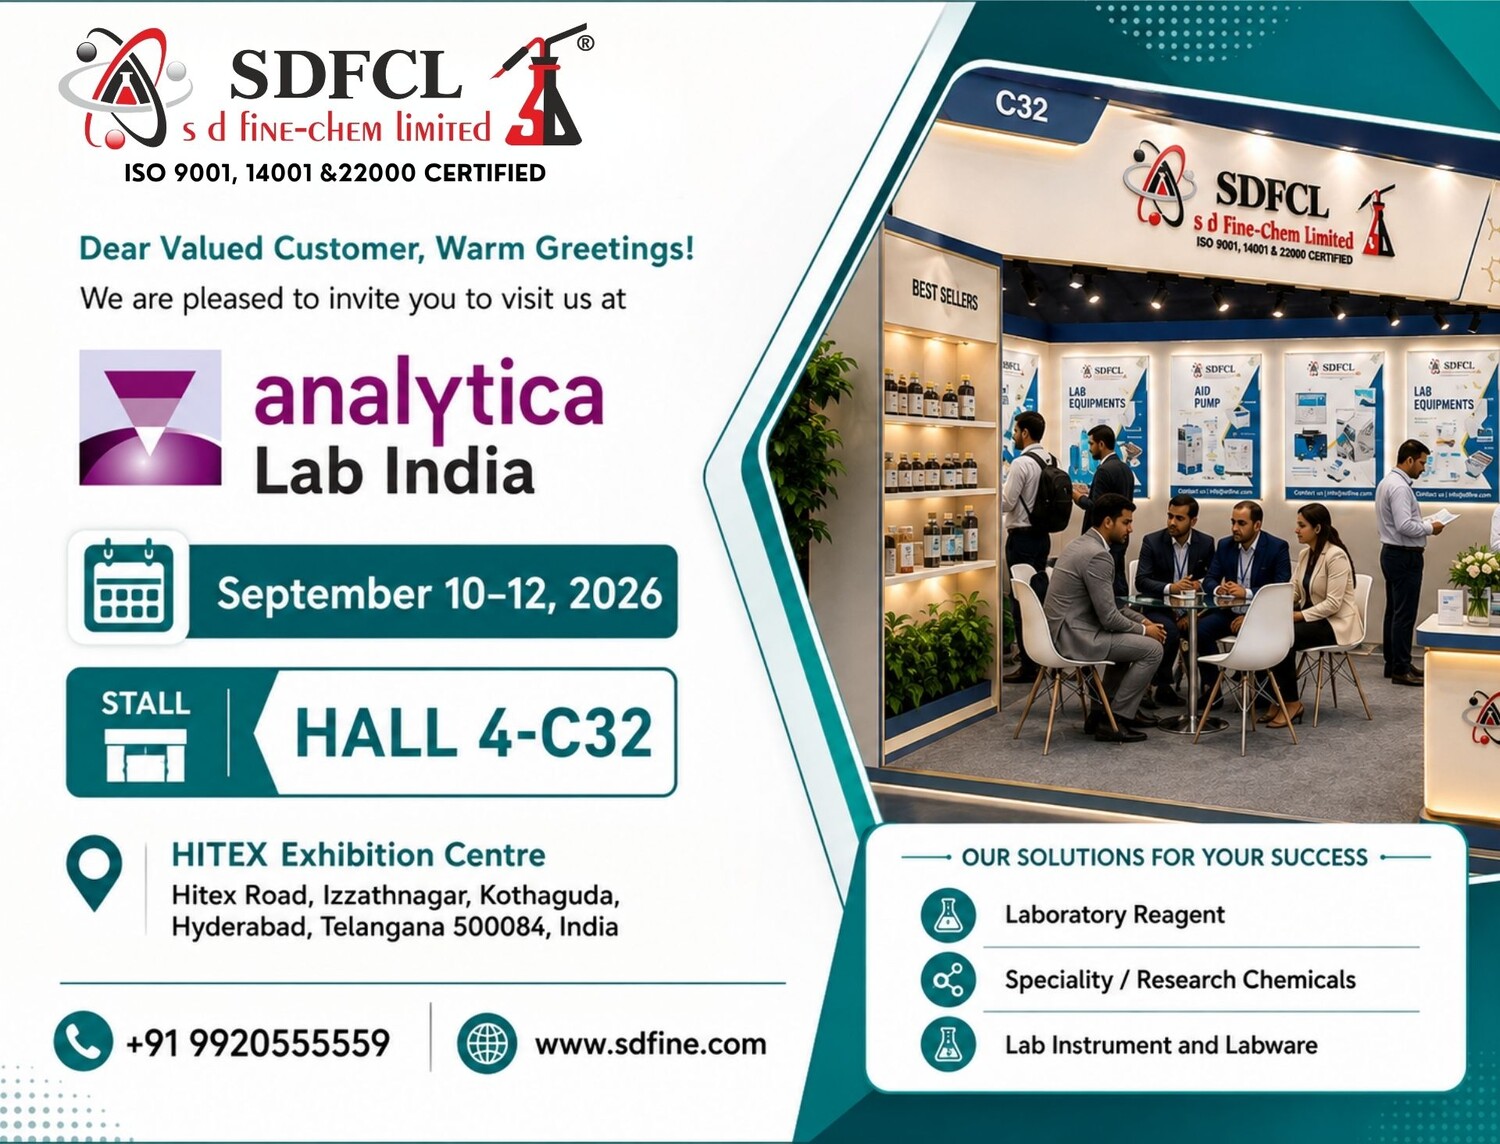 SDFCL ®
s d fine-chem limited
ISO 9001, 14001 &22000 CERTIFIED
Dear Valued Customer, Warm Greetings!
We are pleased to invite you to visit us at
analytica
Lab India
September 10–12, 2026
STALL
HALL 4-C32
HITEX Exhibition Centre
Hitex Road, Izzathnagar, Kothaguda,
Hyderabad, Telangana 500084, India
+91 9920555559
www.sdfine.com
C32
SDFCL
s d Fine-Chem Limited
ISO 9001, 14001 & 22000 CERTIFIED
BEST SELLERS
SDFCL
LAB
EQUIPMENTS
SDFCL
AID
PUMP
SDFCL
SDFCL
LAB
EQUIPMENTS
OUR SOLUTIONS FOR YOUR SUCCESS
Laboratory Reagent
Speciality / Research Chemicals
Lab Instrument and Labware